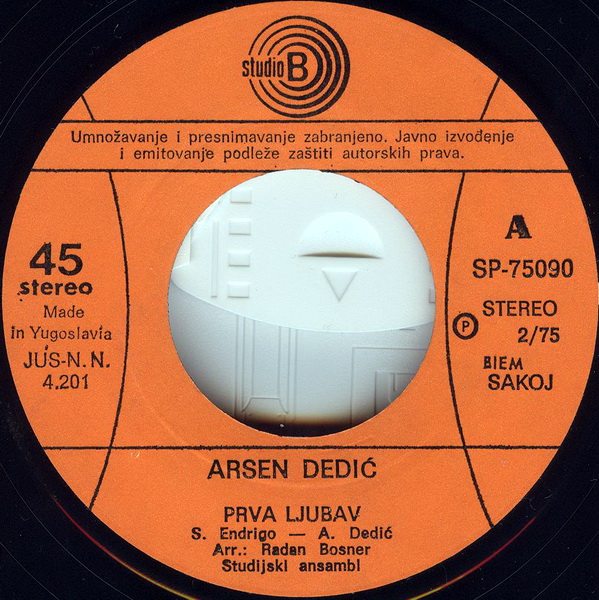 studio B
Umnožavanje i presnimavanje zabranjeno. Javno izvođenje
i emitovanje podleže zaštiti autorskih prava.
45
stereo
Made
in Yugoslavia
JUS-N. N.
4.201
A
SP-75090
STEREO
Ⓟ 2/75
BIEM
SAKOJ
ARSEN DEDIĆ
PRVA LJUBAV
S. Endrigo — A. Dedić
Arr.: Radan Bosner
Studijski ansambl